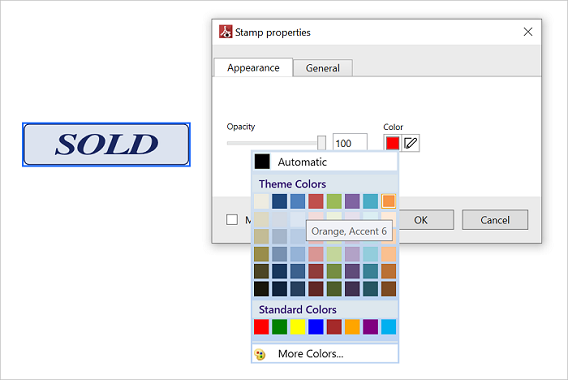 Stamp properties
Appearance
General
SOLD
Opacity
Color
100
Automatic
Theme Colors
M
OK
Cancel
Orange, Accent 6
Standard Colors
More Colors...